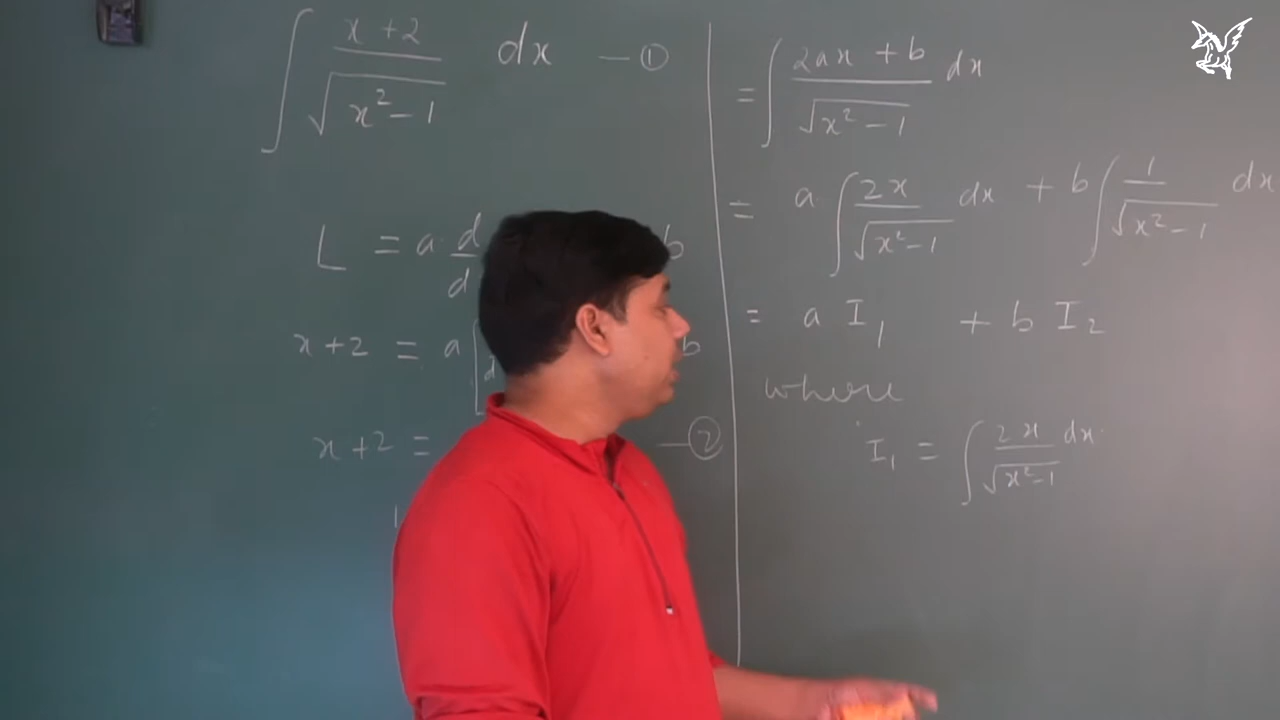 ∫ (x + 2)/√(x² − 1) dx — ①
L = a · d b
x + 2 = a [ b
x + 2 = — ②
= ∫ (2ax + b)/√(x² − 1) dx
= a · ∫ 2x/√(x² − 1) dx + b ∫ 1/√(x² − 1) dx
= a I₁ + b I₂
where
I₁ = ∫ 2x/√(x² − 1) dx